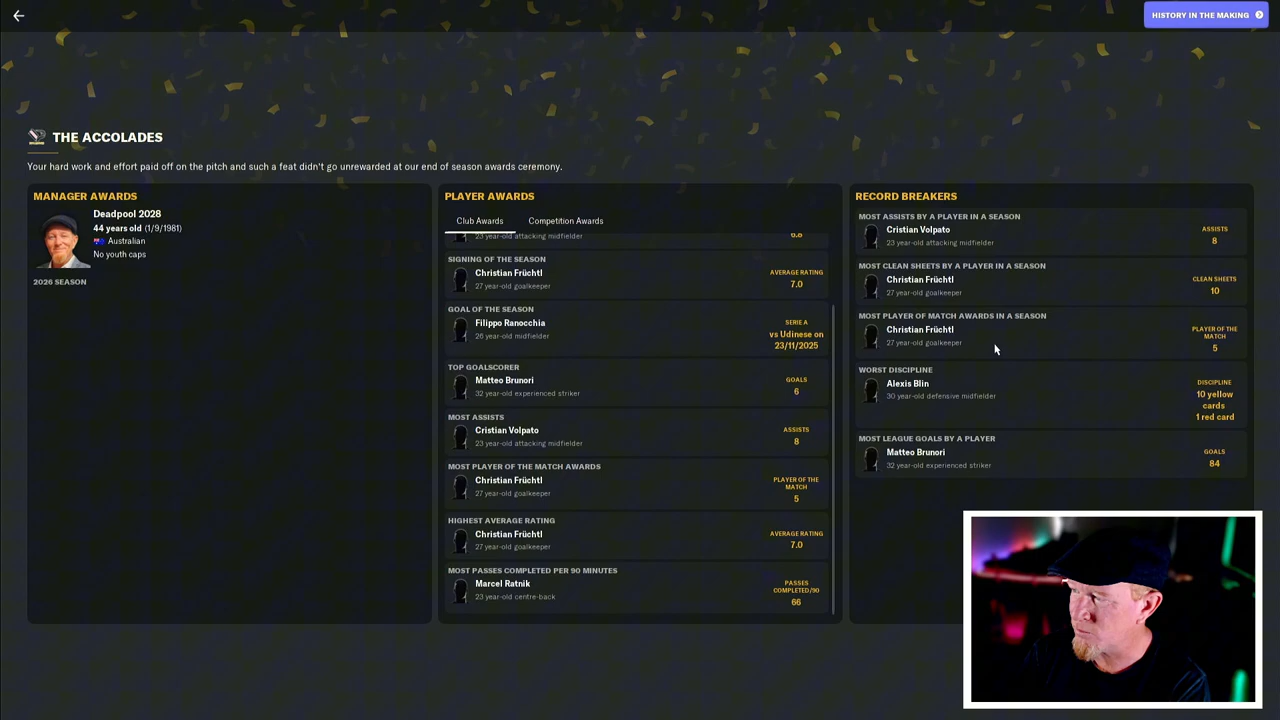 HISTORY IN THE MAKING
THE ACCOLADES
Your hard work and effort paid off on the pitch and such a feat didn't go unrewarded at our end of season awards ceremony.
MANAGER AWARDS
Deadpool 2028
44 years old (1/9/1981)
Australian
No youth caps
2026 SEASON
PLAYER AWARDS
Club Awards
Competition Awards
23 year-old attacking midfielder
6.8
SIGNING OF THE SEASON
Christian Früchtl
27 year-old goalkeeper
AVERAGE RATING
7.0
GOAL OF THE SEASON
Filippo Ranocchia
26 year-old midfielder
SERIE A
vs Udinese on
23/11/2025
TOP GOALSCORER
Matteo Brunori
32 year-old experienced striker
GOALS
6
MOST ASSISTS
Cristian Volpato
23 year-old attacking midfielder
ASSISTS
8
MOST PLAYER OF THE MATCH AWARDS
Christian Früchtl
27 year-old goalkeeper
PLAYER OF THE
MATCH
5
HIGHEST AVERAGE RATING
Christian Früchtl
27 year-old goalkeeper
AVERAGE RATING
7.0
MOST PASSES COMPLETED PER 90 MINUTES
Marcel Ratnik
23 year-old centre-back
PASSES
COMPLETED/90
66
RECORD BREAKERS
MOST ASSISTS BY A PLAYER IN A SEASON
Cristian Volpato
23 year-old attacking midfielder
ASSISTS
8
MOST CLEAN SHEETS BY A PLAYER IN A SEASON
Christian Früchtl
27 year-old goalkeeper
CLEAN SHEETS
10
MOST PLAYER OF MATCH AWARDS IN A SEASON
Christian Früchtl
27 year-old goalkeeper
PLAYER OF THE
MATCH
5
WORST DISCIPLINE
Alexis Blin
30 year-old defensive midfielder
DISCIPLINE
10 yellow
cards
1 red card
MOST LEAGUE GOALS BY A PLAYER
Matteo Brunori
32 year-old experienced striker
GOALS
84